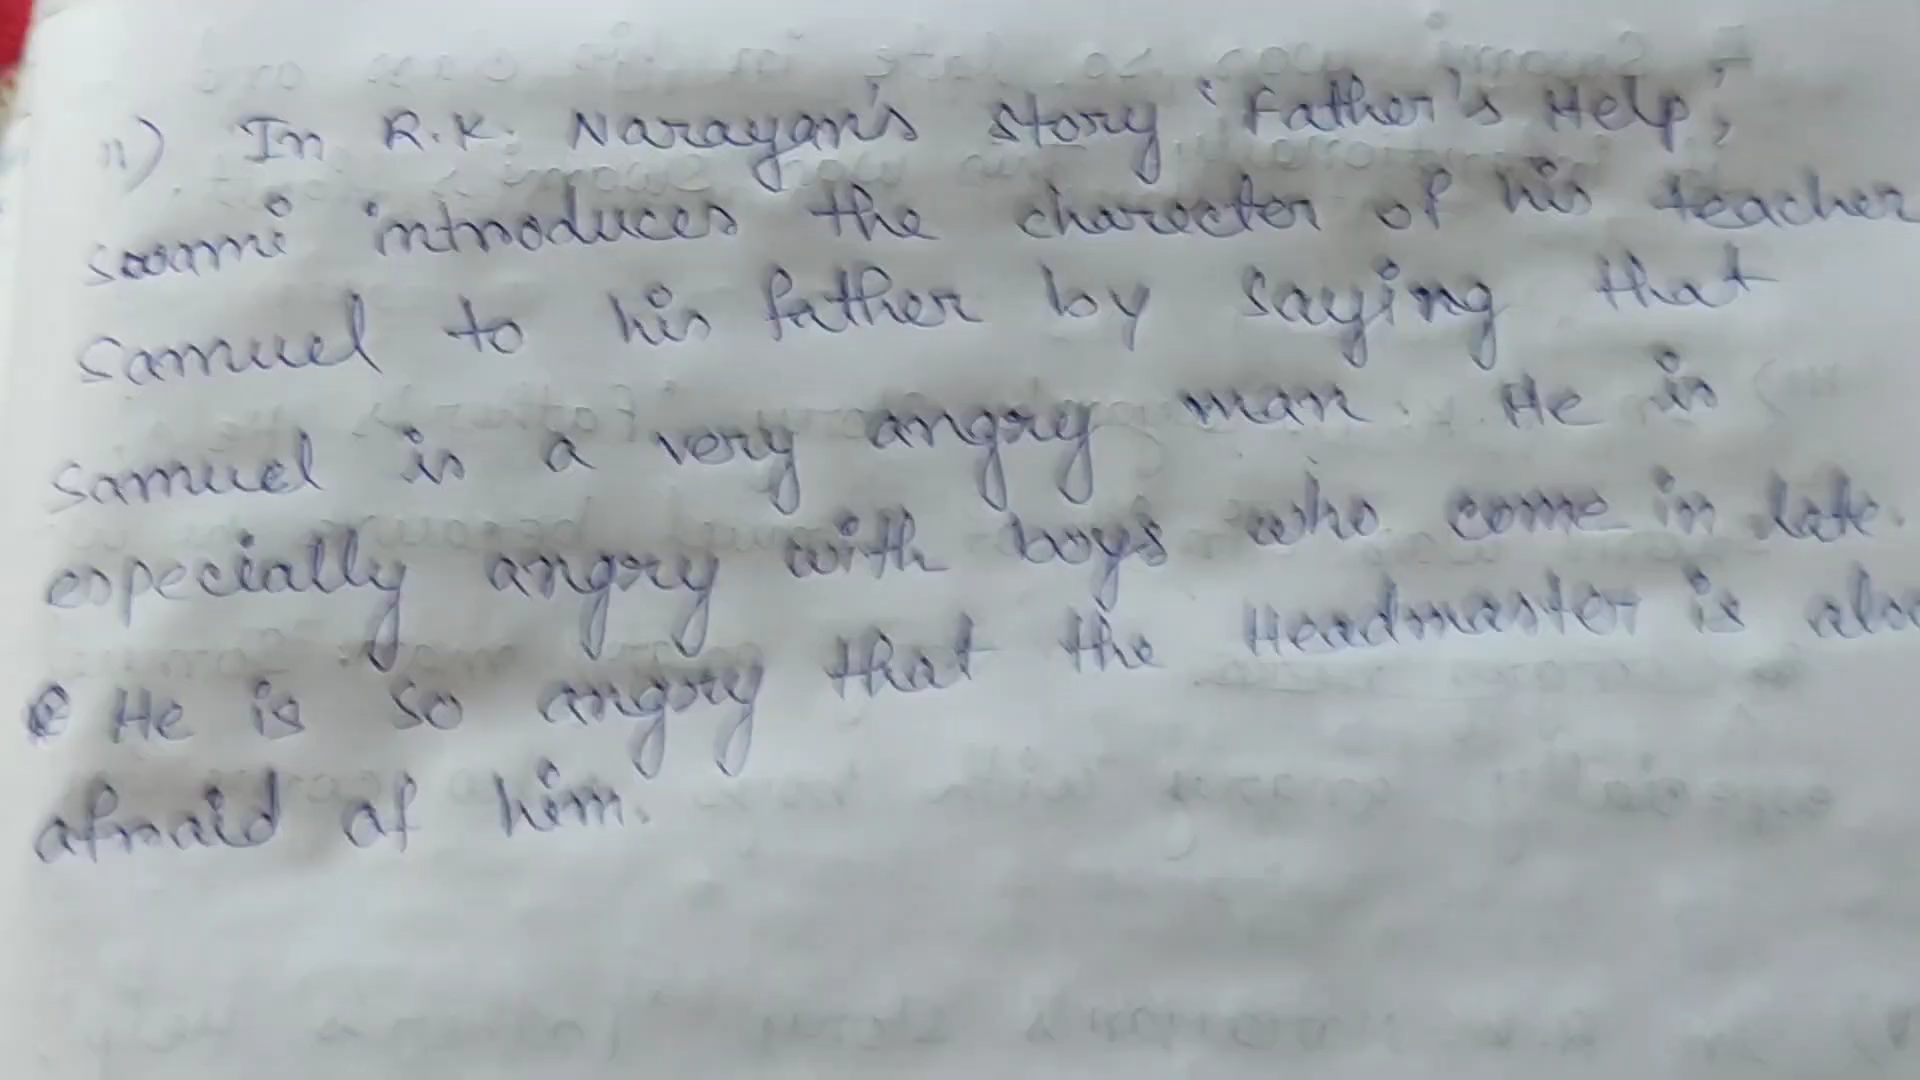 11) In R.K. Narayan's story 'Father's Help,'
swami introduces the charecter of his teacher
Samuel to his father by saying that
Samuel is a very angry man. He is
especially angry with boys who come in late.
He is so angry that the Headmaster is also
afraid of him.